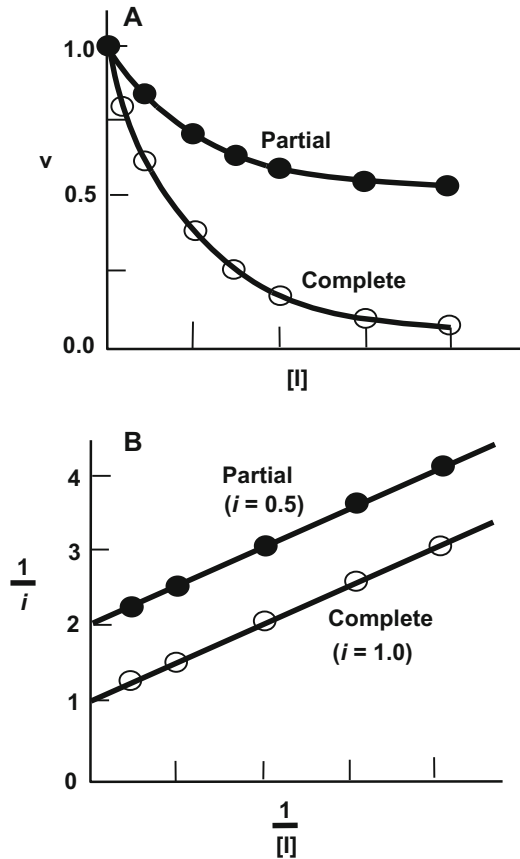 A
1.0
Partial
v
0.5
Complete
0.0
[I]
B
4
Partial
(i = 0.5)
3
1
i
2
Complete
(i = 1.0)
1
0
1
[I]